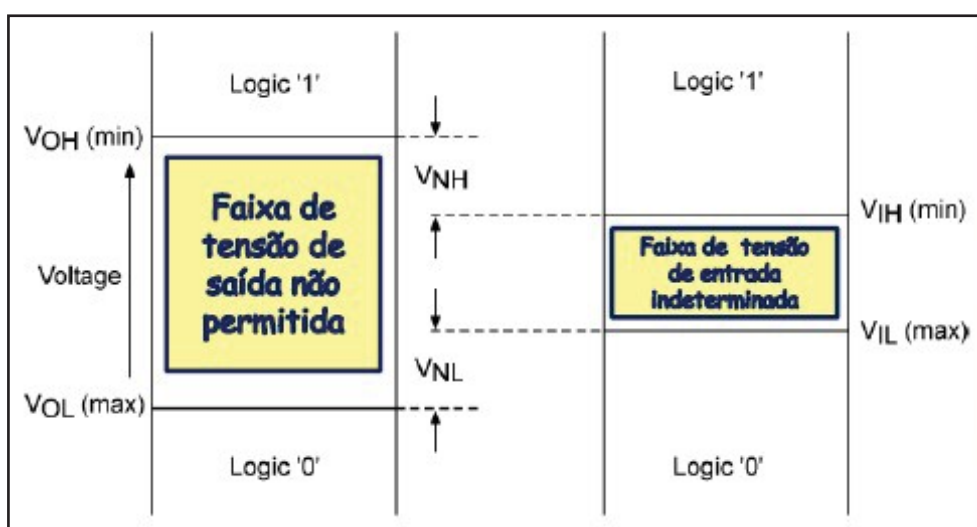 Logic '1'
Logic '1'
VOH (min)
VNH
Faixa de
tensão de
saída não
permitida
VIH (min)
Faixa de tensão
de entrada
indeterminada
Voltage
VIL (max)
VNL
VOL (max)
Logic '0'
Logic '0'